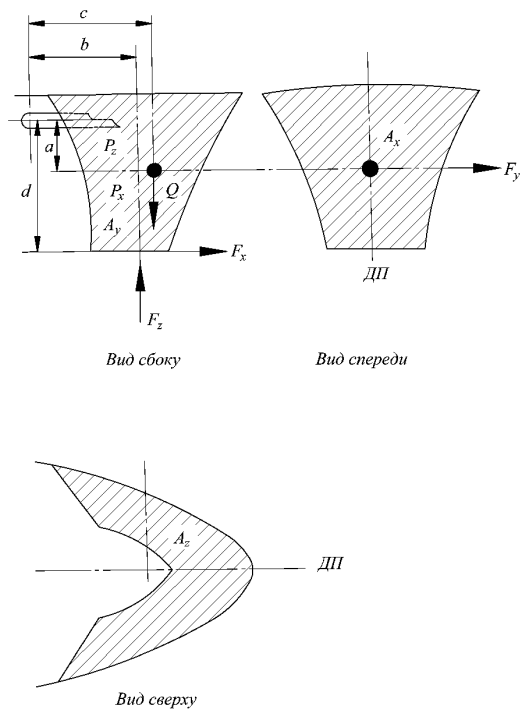 c
b
a
d
P_z
P_x
Q
A_y
F_x
F_z
A_x
F_y
ДП
Вид сбоку
Вид спереди
A_z
ДП
Вид сверху